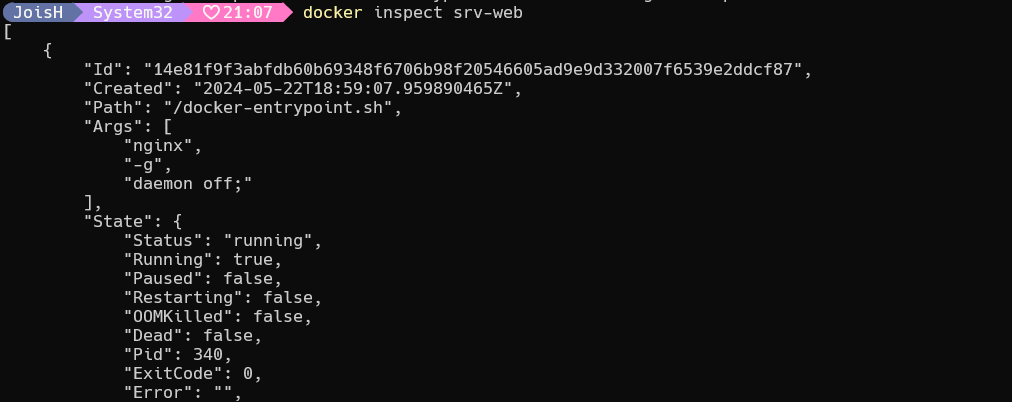 JoisH System32 ♡21:07 docker inspect srv-web
[
    {
        "Id": "14e81f9f3abfdb60b69348f6706b98f20546605ad9e9d332007f6539e2ddcf87",
        "Created": "2024-05-22T18:59:07.959890465Z",
        "Path": "/docker-entrypoint.sh",
        "Args": [
            "nginx",
            "-g",
            "daemon off;"
        ],
        "State": {
            "Status": "running",
            "Running": true,
            "Paused": false,
            "Restarting": false,
            "OOMKilled": false,
            "Dead": false,
            "Pid": 340,
            "ExitCode": 0,
            "Error": "",